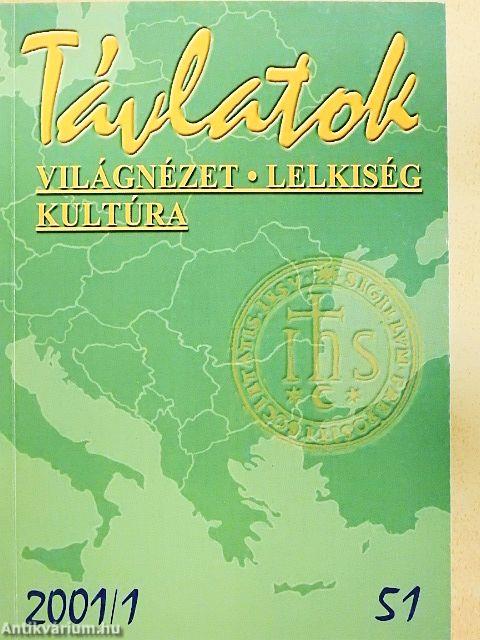 Távlatok
VILÁGNÉZET • LELKISÉG
KULTÚRA
ihs
2001/1
51
Antikvarium.hu